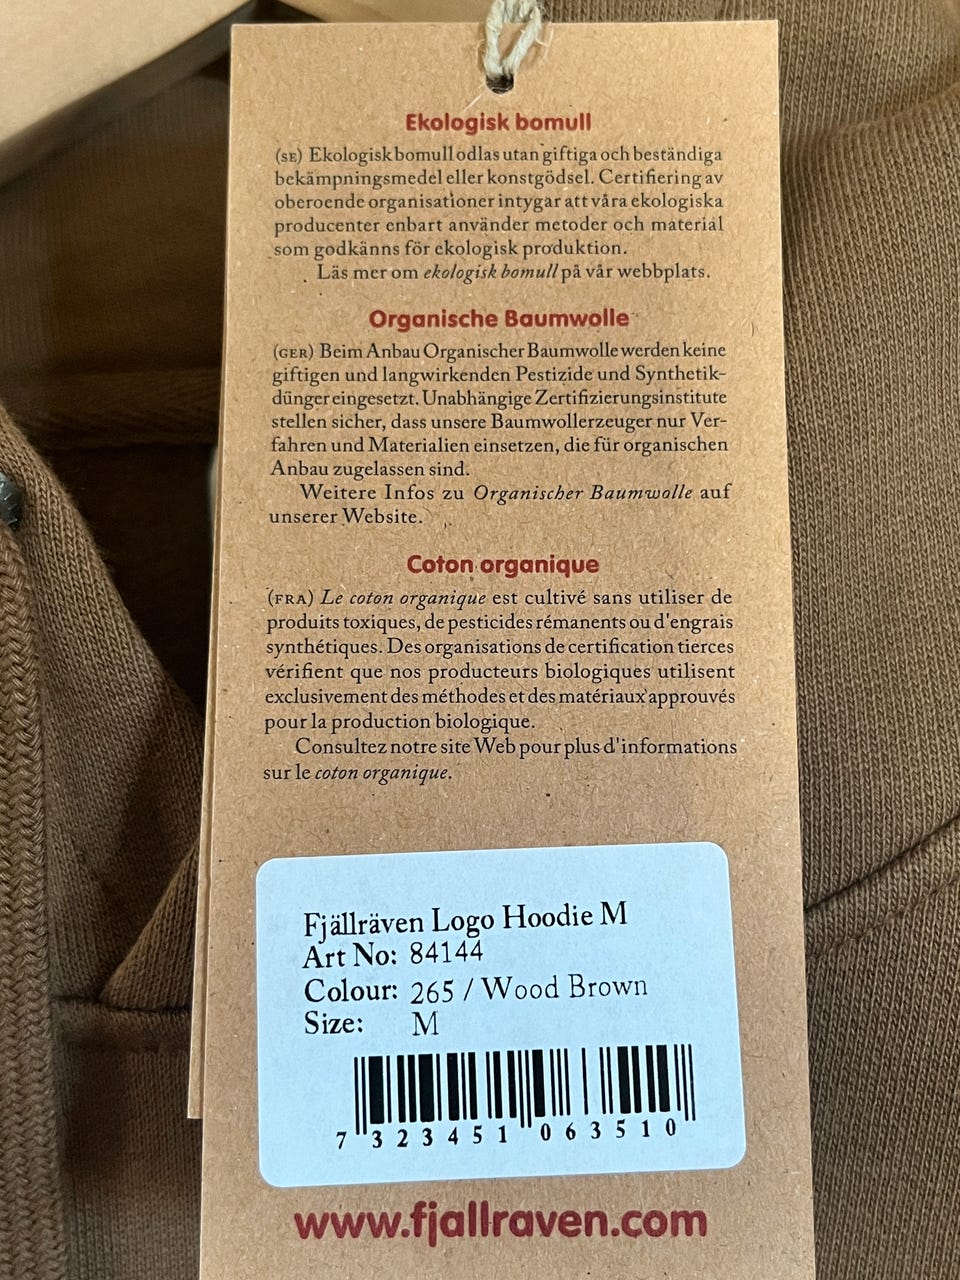 Ekologisk bomull
(SE) Ekologisk bomull odlas utan giftiga och beständiga
bekämpningsmedel eller konstgödsel. Certifiering av
oberoende organisationer intygar att våra ekologiska
producenter enbart använder metoder och material
som godkänns för ekologisk produktion.
Läs mer om ekologisk bomull på vår webbplats.
Organische Baumwolle
(GER) Beim Anbau Organischer Baumwolle werden keine
giftigen und langwirkenden Pestizide und Synthetik-
dünger eingesetzt. Unabhängige Zertifizierungsinstitute
stellen sicher, dass unsere Baumwollerzeuger nur Ver-
fahren und Materialien einsetzen, die für organischen
Anbau zugelassen sind.
Weitere Infos zu Organischer Baumwolle auf
unserer Website.
Coton organique
(FRA) Le coton organique est cultivé sans utiliser de
produits toxiques, de pesticides rémanents ou d'engrais
synthétiques. Des organisations de certification tierces
vérifient que nos producteurs biologiques utilisent
exclusivement des méthodes et des matériaux approuvés
pour la production biologique.
Consultez notre site Web pour plus d'informations
sur le coton organique.
Fjällräven Logo Hoodie M
Art No: 84144
Colour: 265 / Wood Brown
Size: M
7 323451 063510
www.fjallraven.com